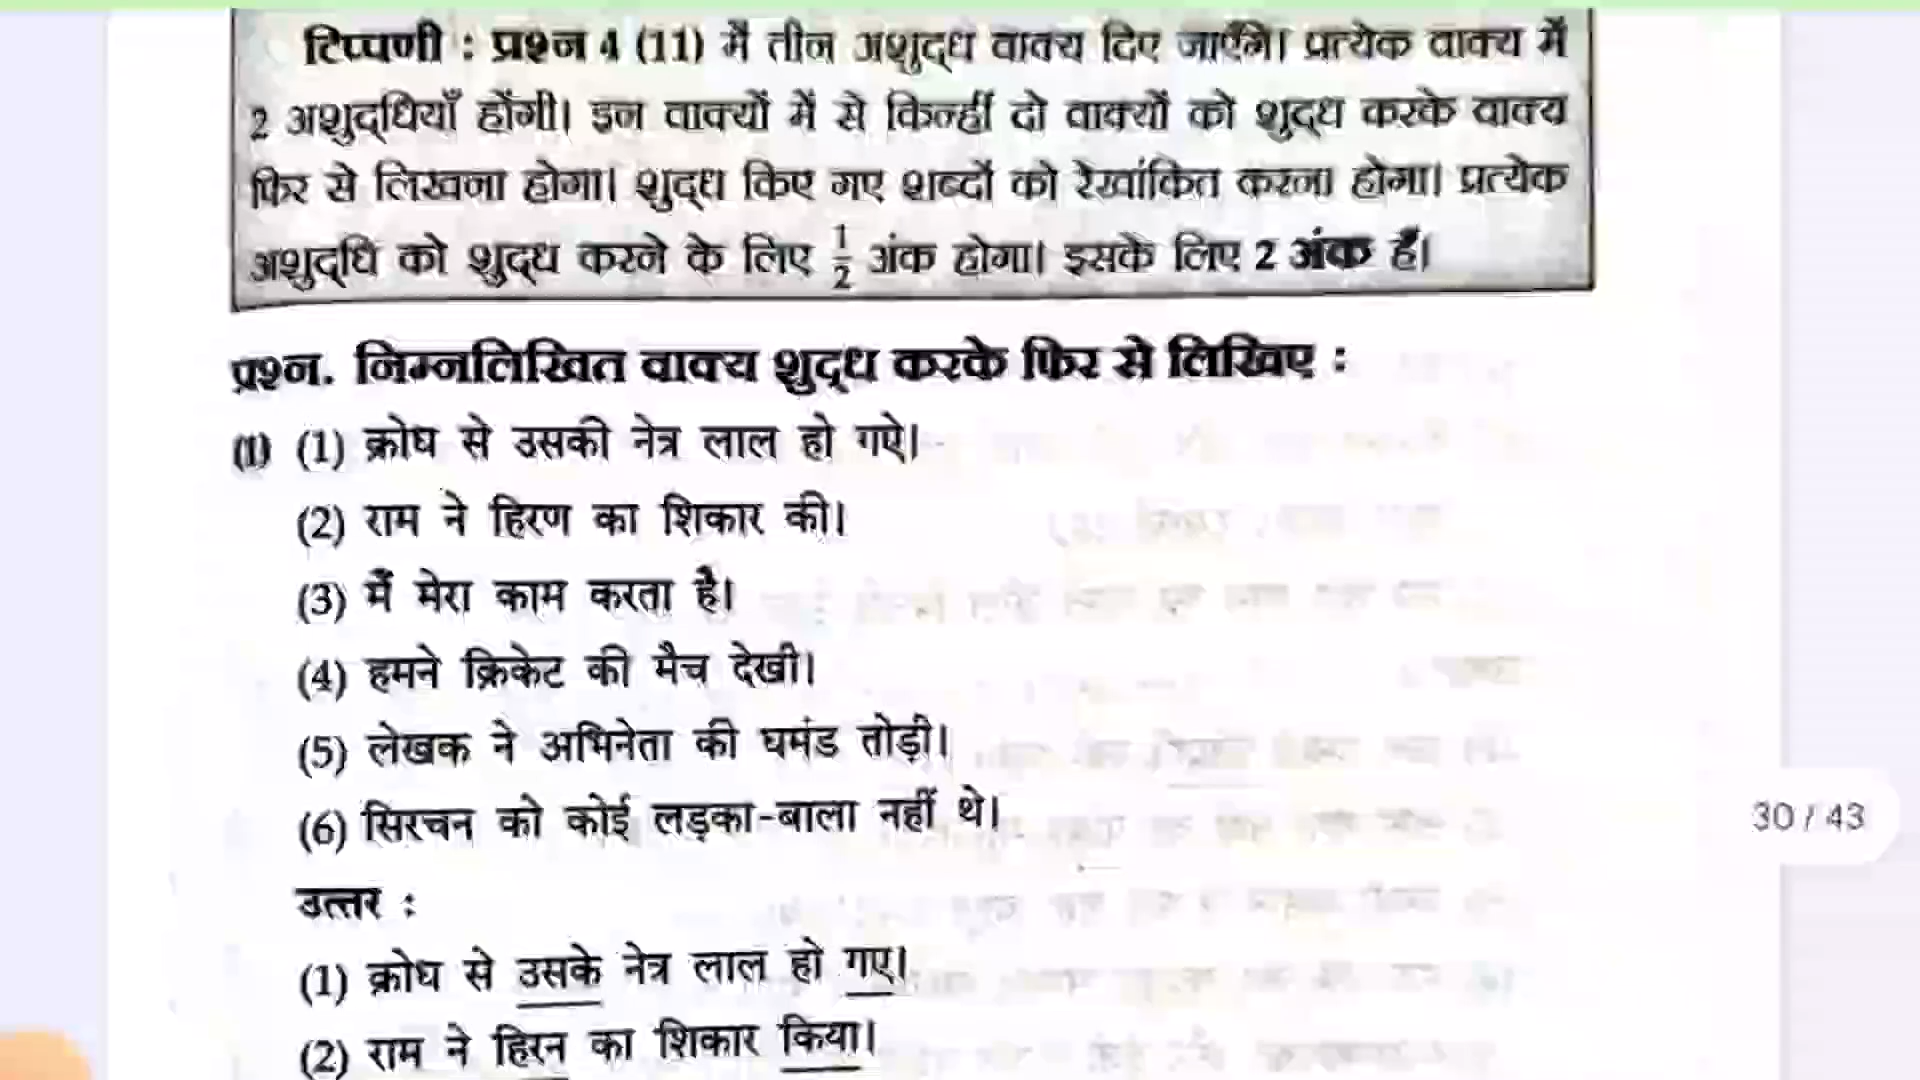 टिप्पणी : प्रश्न 4 (11) में तीन अशुद्ध वाक्य दिए जाएँगे। प्रत्येक वाक्य में
2 अशुद्धियाँ होंगी। इन वाक्यों में से किन्हीं दो वाक्यों को शुद्ध करके वाक्य
फिर से लिखना होगा। शुद्ध किए गए शब्दों को रेखांकित करना होगा। प्रत्येक
अशुद्धि को शुद्ध करने के लिए 1/2 अंक होगा। इसके लिए 2 अंक हैं।
प्रश्न. निम्नलिखित वाक्य शुद्ध करके फिर से लिखिए :
(1) (1) क्रोध से उसकी नेत्र लाल हो गऐ।
(2) राम ने हिरण का शिकार की।
(3) मैं मेरा काम करता है।
(4) हमने क्रिकेट की मैच देखी।
(5) लेखक ने अभिनेता की घमंड तोड़ी।
(6) सिरचन को कोई लड़का-बाला नहीं थे।
30 / 43
उत्तर :
(1) क्रोध से उसके नेत्र लाल हो गए।
(2) राम ने हिरन का शिकार किया।